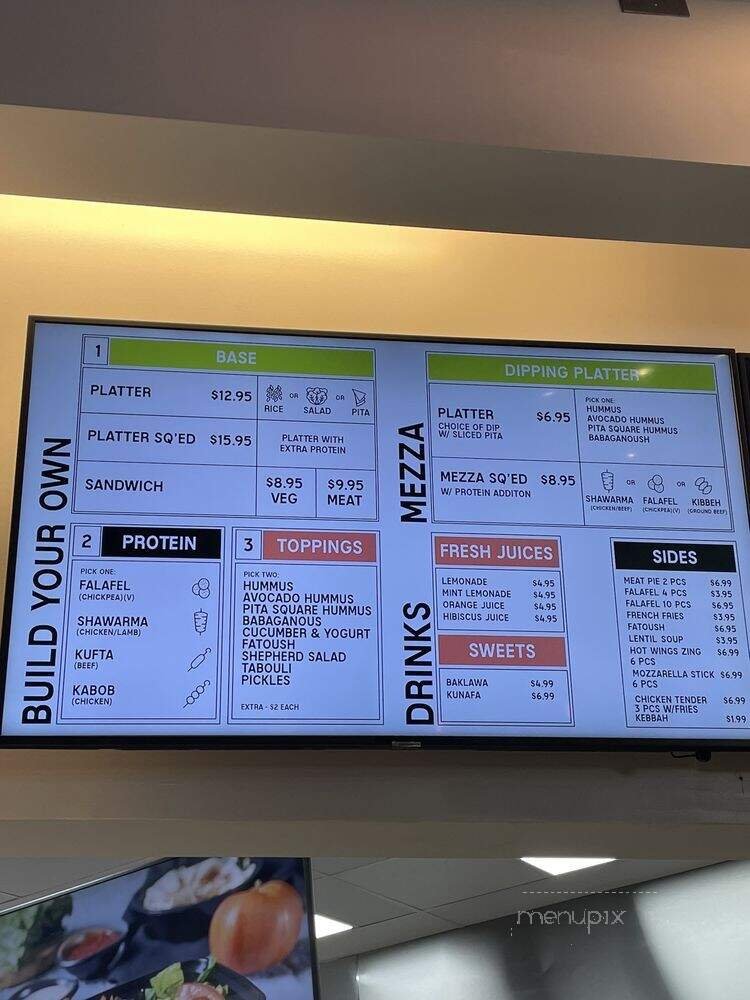 BUILD YOUR OWN
1 BASE
PLATTER $12.95
RICE OR SALAD OR PITA
PLATTER SQ'ED $15.95
PLATTER WITH
EXTRA PROTEIN
SANDWICH
$8.95 $9.95
VEG MEAT
2 PROTEIN
PICK ONE:
FALAFEL
(CHICKPEA)(V)
SHAWARMA
(CHICKEN/LAMB)
KUFTA
(BEEF)
KABOB
(CHICKEN)
3 TOPPINGS
PICK TWO:
HUMMUS
AVOCADO HUMMUS
PITA SQUARE HUMMUS
BABAGANOUS
CUCUMBER & YOGURT
FATOUSH
SHEPHERD SALAD
TABOULI
PICKLES
EXTRA - $2 EACH
MEZZA
DIPPING PLATTER
PLATTER $6.95
CHOICE OF DIP
W/ SLICED PITA
PICK ONE:
HUMMUS
AVOCADO HUMMUS
PITA SQUARE HUMMUS
BABAGANOUSH
MEZZA SQ'ED $8.95
W/ PROTEIN ADDITON
SHAWARMA OR FALAFEL OR KIBBEH
(CHICKEN/BEEF) (CHICKPEA)(V) (GROUND BEEF)
DRINKS
FRESH JUICES
LEMONADE $4.95
MINT LEMONADE $4.95
ORANGE JUICE $4.95
HIBISCUS JUICE $4.95
SWEETS
BAKLAWA $4.99
KUNAFA $6.99
SIDES
MEAT PIE 2 PCS $6.99
FALAFEL 4 PCS $3.95
FALAFEL 10 PCS $6.95
FRENCH FRIES $3.95
FATOUSH $6.95
LENTIL SOUP $3.95
HOT WINGS ZING $6.99
6 PCS
MOZZARELLA STICK $6.99
6 PCS
CHICKEN TENDER $6.99
3 PCS W/FRIES
KEBBAH $1.99
menupix